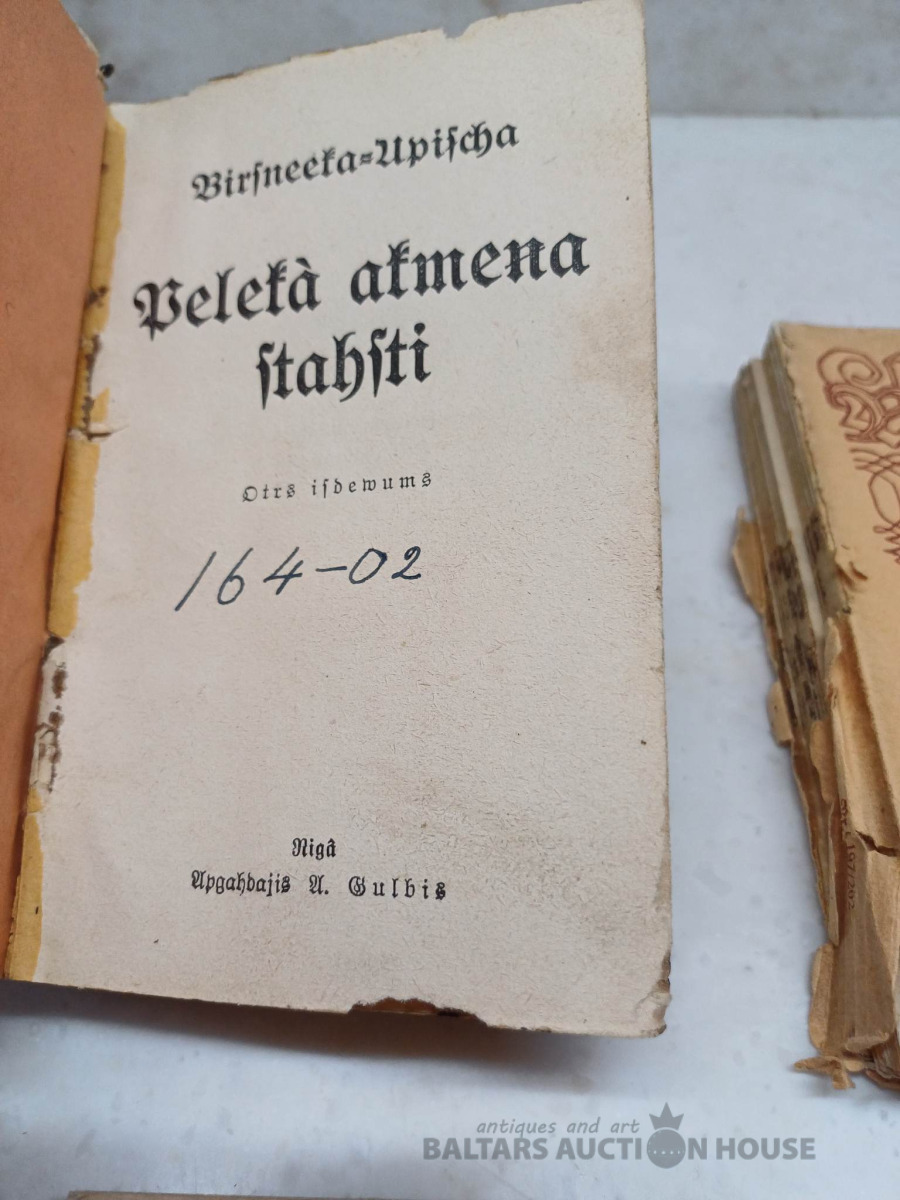 Birſneeka=Upiſcha
Pelekà akmena
ſtahſti
Otrs iſdewums
164-02
Rigâ
Apgahdajis A. Gulbis
antiques and art
BALTARS AUCTION HOUSE